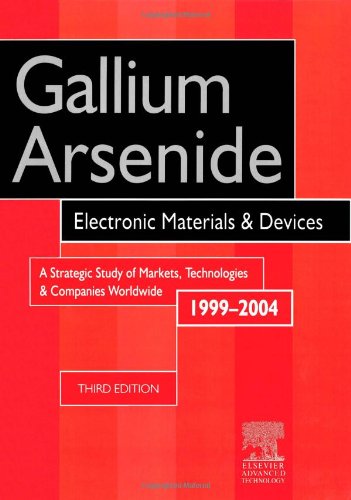 Gallium
Arsenide
Electronic Materials & Devices
A Strategic Study of Markets, Technologies
& Companies Worldwide
1999–2004
THIRD EDITION
ELSEVIER
ADVANCED
TECHNOLOGY